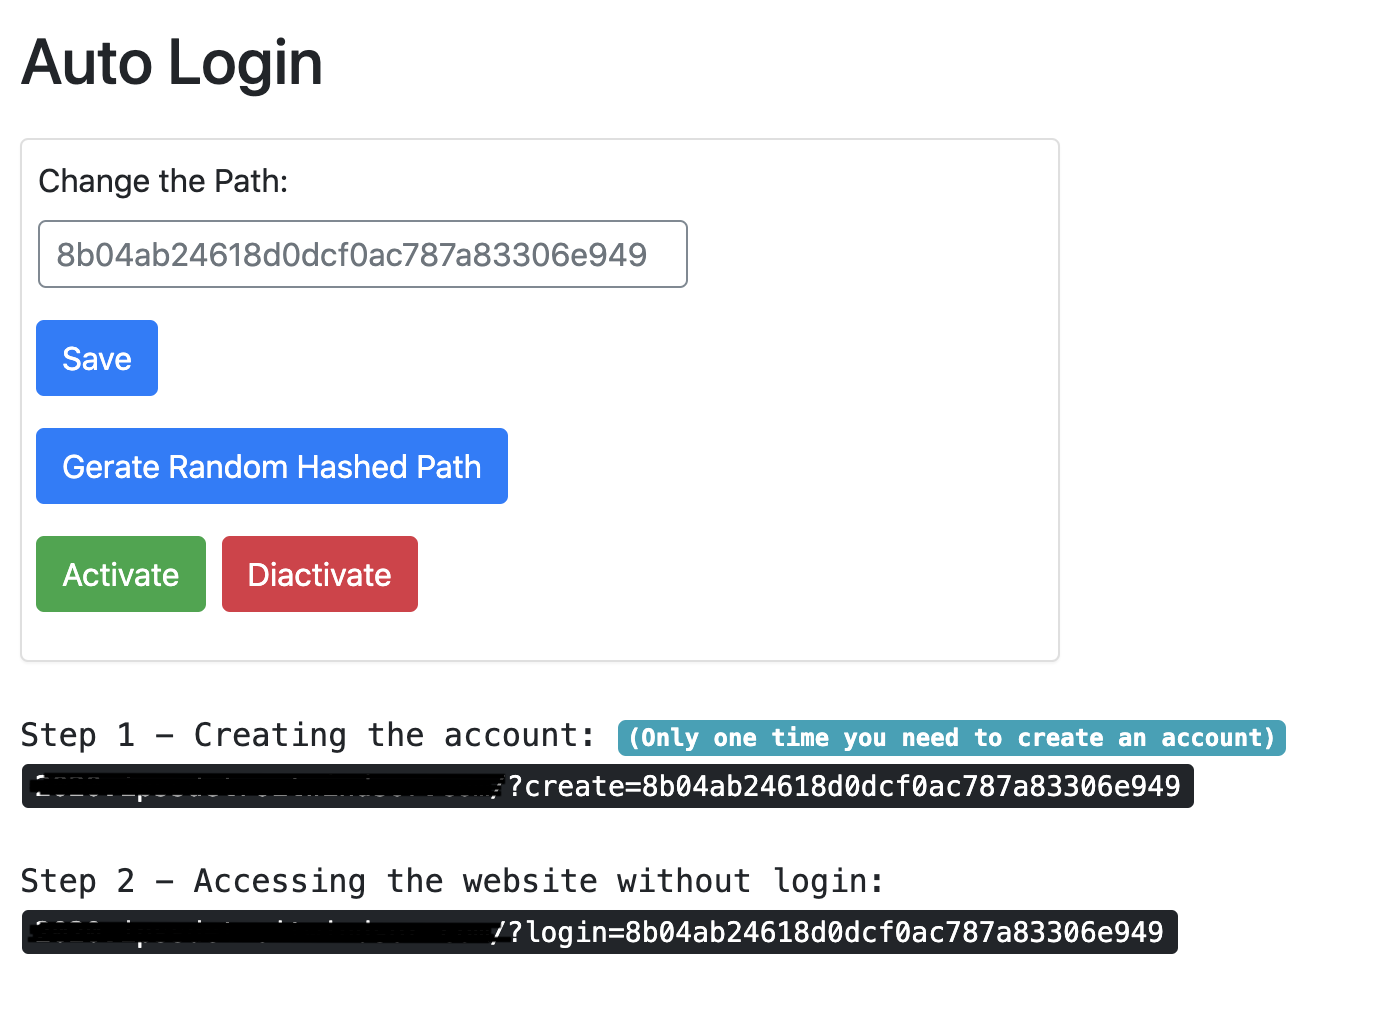 Auto Login
Change the Path:
8b04ab24618d0dcf0ac787a83306e949
Save
Gerate Random Hashed Path
Activate Diactivate
Step 1 – Creating the account: (Only one time you need to create an account)
/?create=8b04ab24618d0dcf0ac787a83306e949
Step 2 – Accessing the website without login:
/?login=8b04ab24618d0dcf0ac787a83306e949